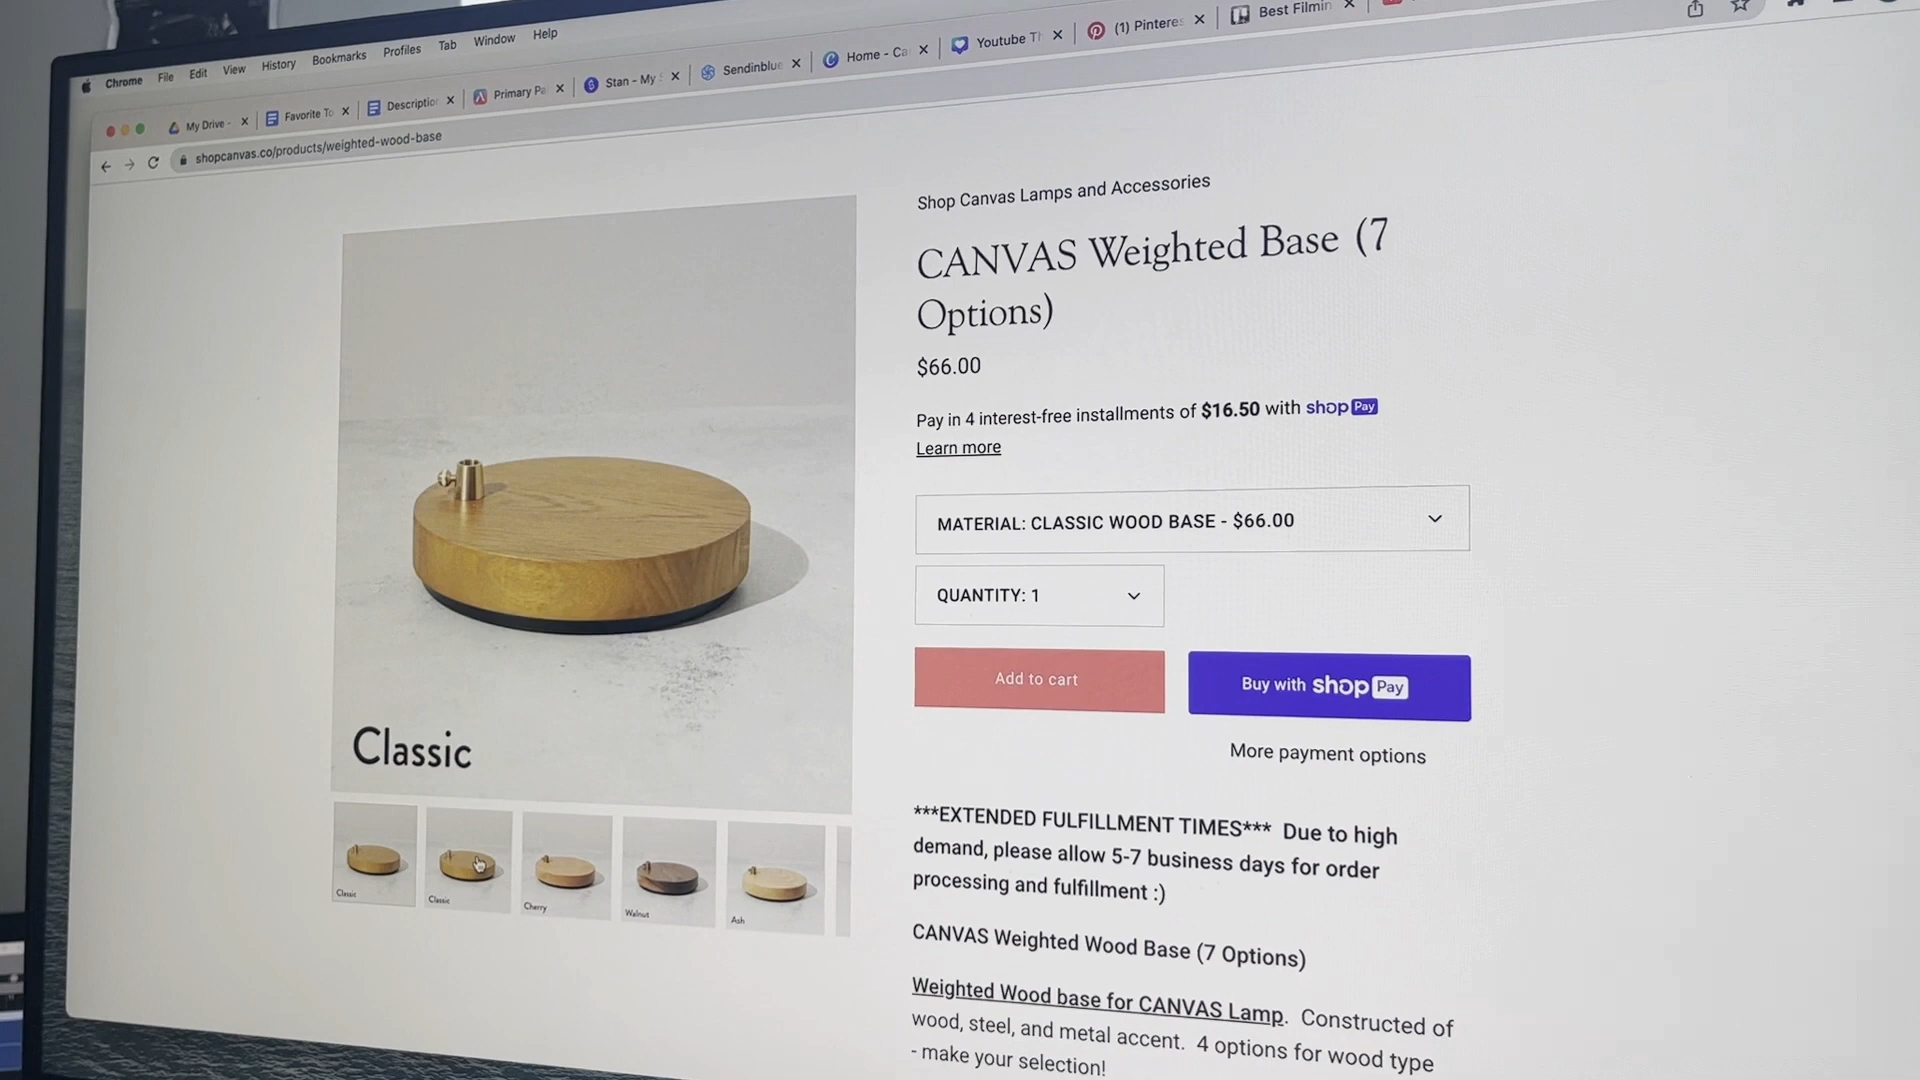 Chrome File Edit View History Bookmarks Profiles Tab Window Help
My Drive - Favorite To Description Primary Pa Stan - My Sendinblue Home - Ca Youtube Th (1) Pinteres Best Filmin
shopcanvas.co/products/weighted-wood-base
Shop Canvas Lamps and Accessories
CANVAS Weighted Base (7
Options)
$66.00
Pay in 4 interest-free installments of $16.50 with shop Pay
Learn more
MATERIAL: CLASSIC WOOD BASE - $66.00
QUANTITY: 1
Add to cart
Buy with shop Pay
More payment options
Classic
Classic
Classic
Cherry
Walnut
Ash
***EXTENDED FULFILLMENT TIMES*** Due to high
demand, please allow 5-7 business days for order
processing and fulfillment :)
CANVAS Weighted Wood Base (7 Options)
Weighted Wood base for CANVAS Lamp. Constructed of
wood, steel, and metal accent. 4 options for wood type
- make your selection!